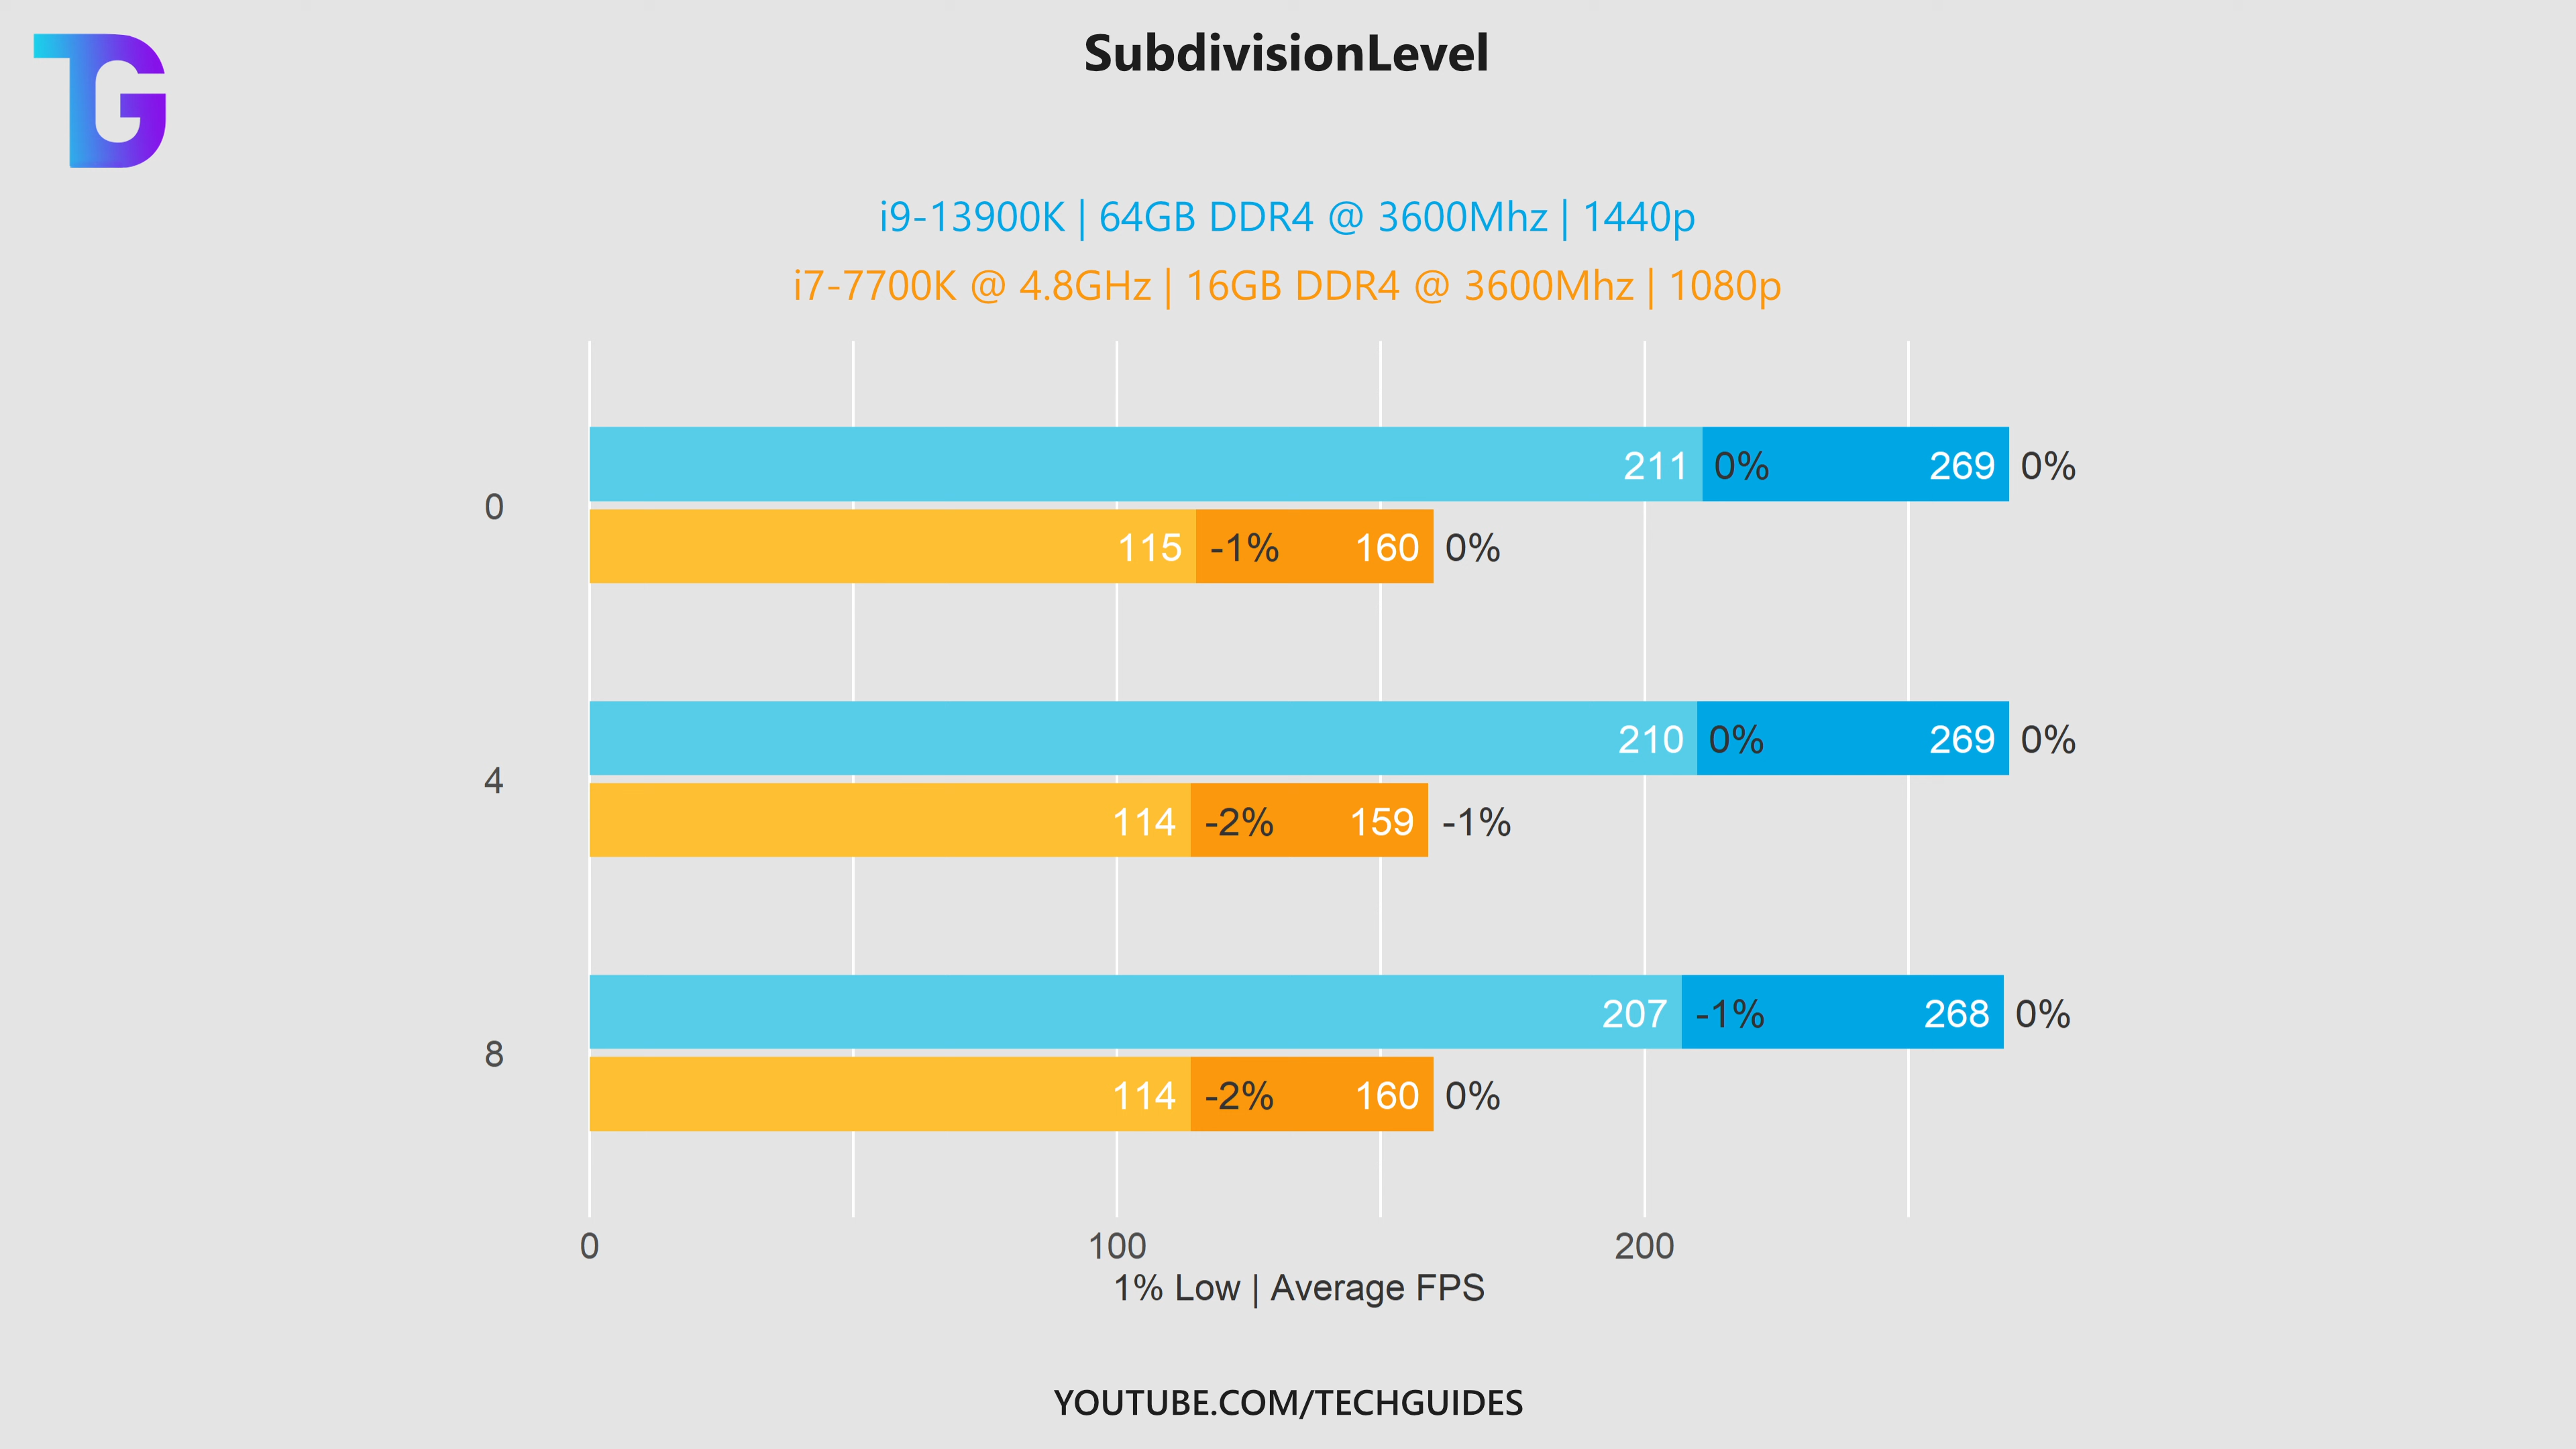 TG
SubdivisionLevel
i9-13900K | 64GB DDR4 @ 3600Mhz | 1440p
i7-7700K @ 4.8GHz | 16GB DDR4 @ 3600Mhz | 1080p
211 0% 269 0%
0
115 -1% 160 0%
210 0% 269 0%
4
114 -2% 159 -1%
207 -1% 268 0%
8
114 -2% 160 0%
0 100 200
1% Low | Average FPS
YOUTUBE.COM/TECHGUIDES